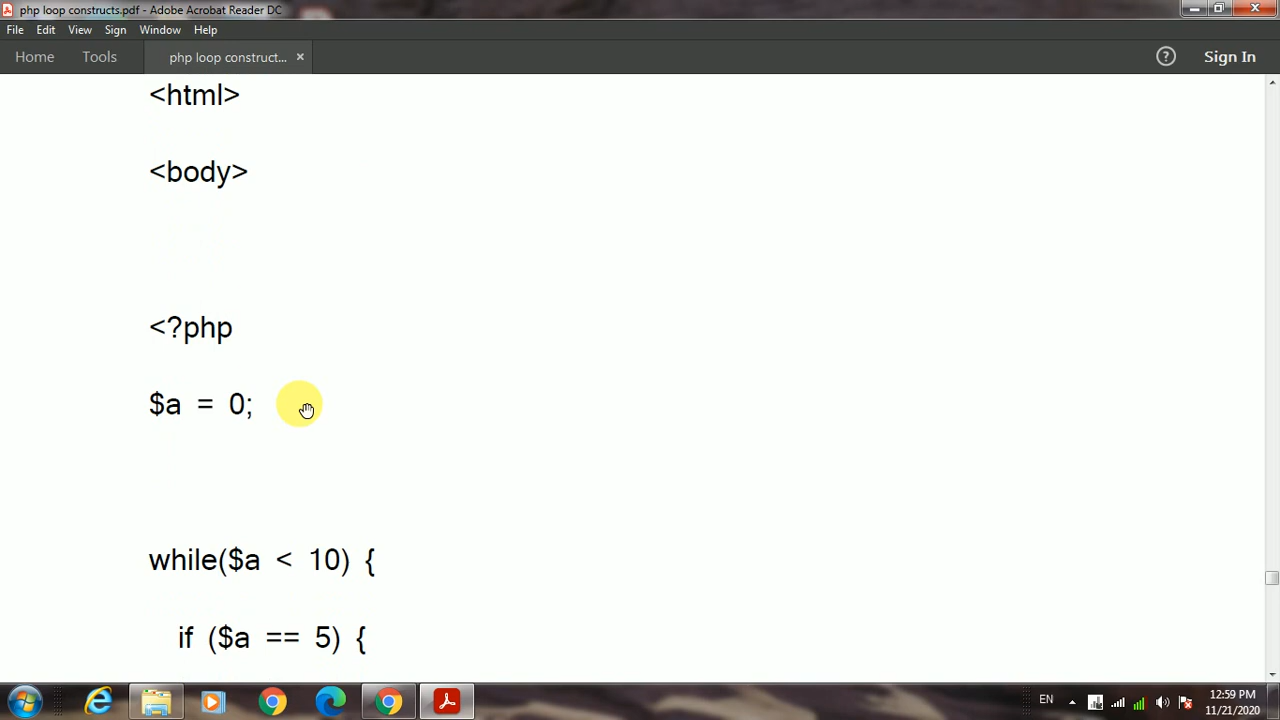 php loop constructs.pdf - Adobe Acrobat Reader DC
File Edit View Sign Window Help
Home Tools php loop construct... × ? Sign In
<html>
<body>
<?php
$a = 0;
while($a < 10) {
if ($a == 5) {
EN 12:59 PM
11/21/2020